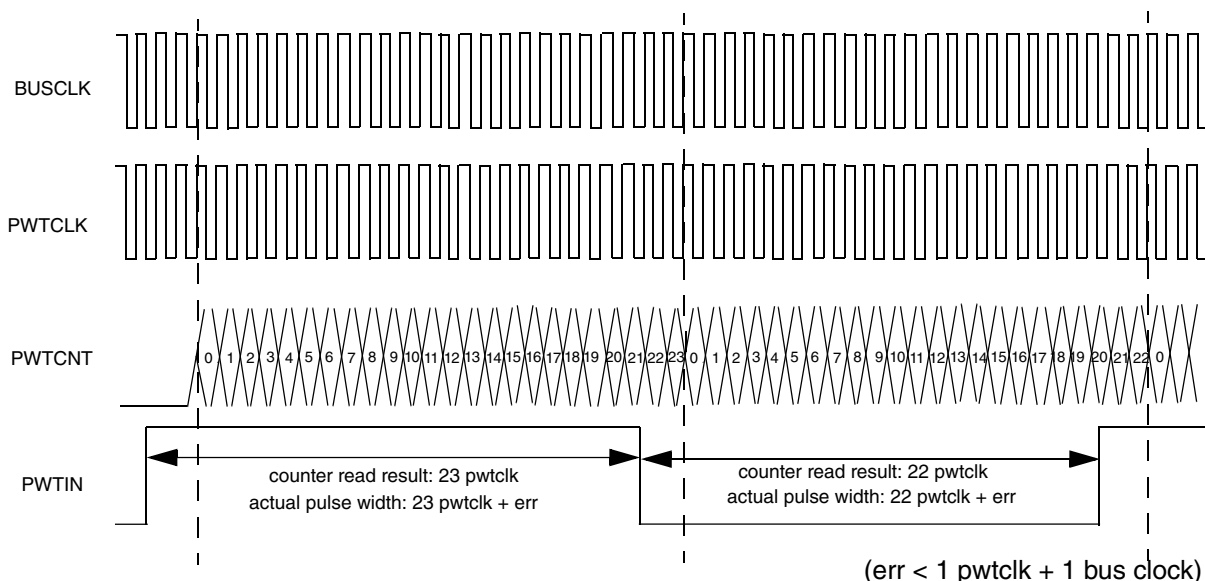 BUSCLK
PWTCLK
PWTCNT
0 1 2 3 4 5 6 7 8 9 10 11 12 13 14 15 16 17 18 19 20 21 22 23 0 1 2 3 4 5 6 7 8 9 10 11 12 13 14 15 16 17 18 19 20 21 22 0
PWTIN
counter read result: 23 pwtclk
actual pulse width: 23 pwtclk + err
counter read result: 22 pwtclk
actual pulse width: 22 pwtclk + err
(err < 1 pwtclk + 1 bus clock)